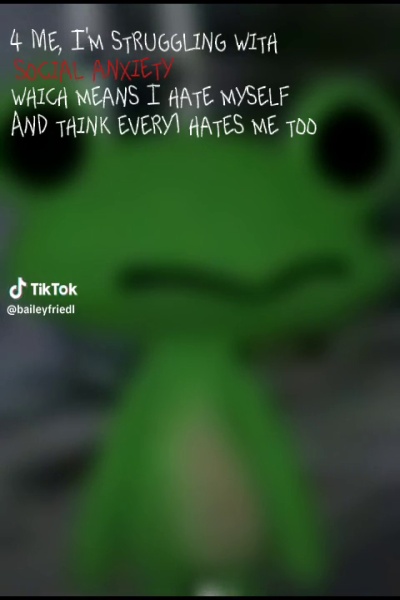 4 ME, I'M STRUGGLING WITH
SOCIAL ANXIETY
WHICH MEANS I HATE MYSELF
AND THINK EVERY1 HATES ME TOO
TikTok
@baileyfriedl